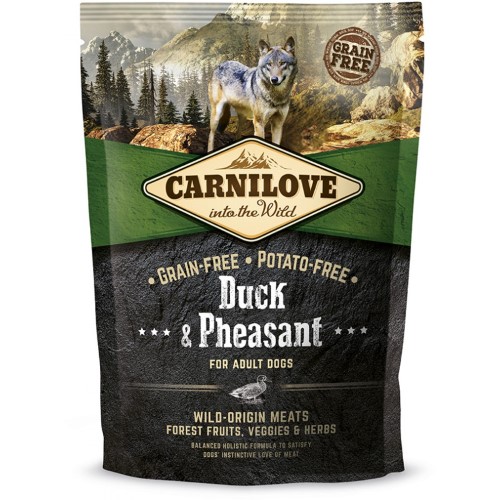 GRAIN
FREE
CARNILOVE
into the Wild
GRAIN-FREE • POTATO-FREE
Duck
& Pheasant
FOR ADULT DOGS
WILD-ORIGIN MEATS
FOREST FRUITS, VEGGIES & HERBS
BALANCED HOLISTIC FORMULA TO SATISFY
DOGS' INSTINCTIVE LOVE OF MEAT